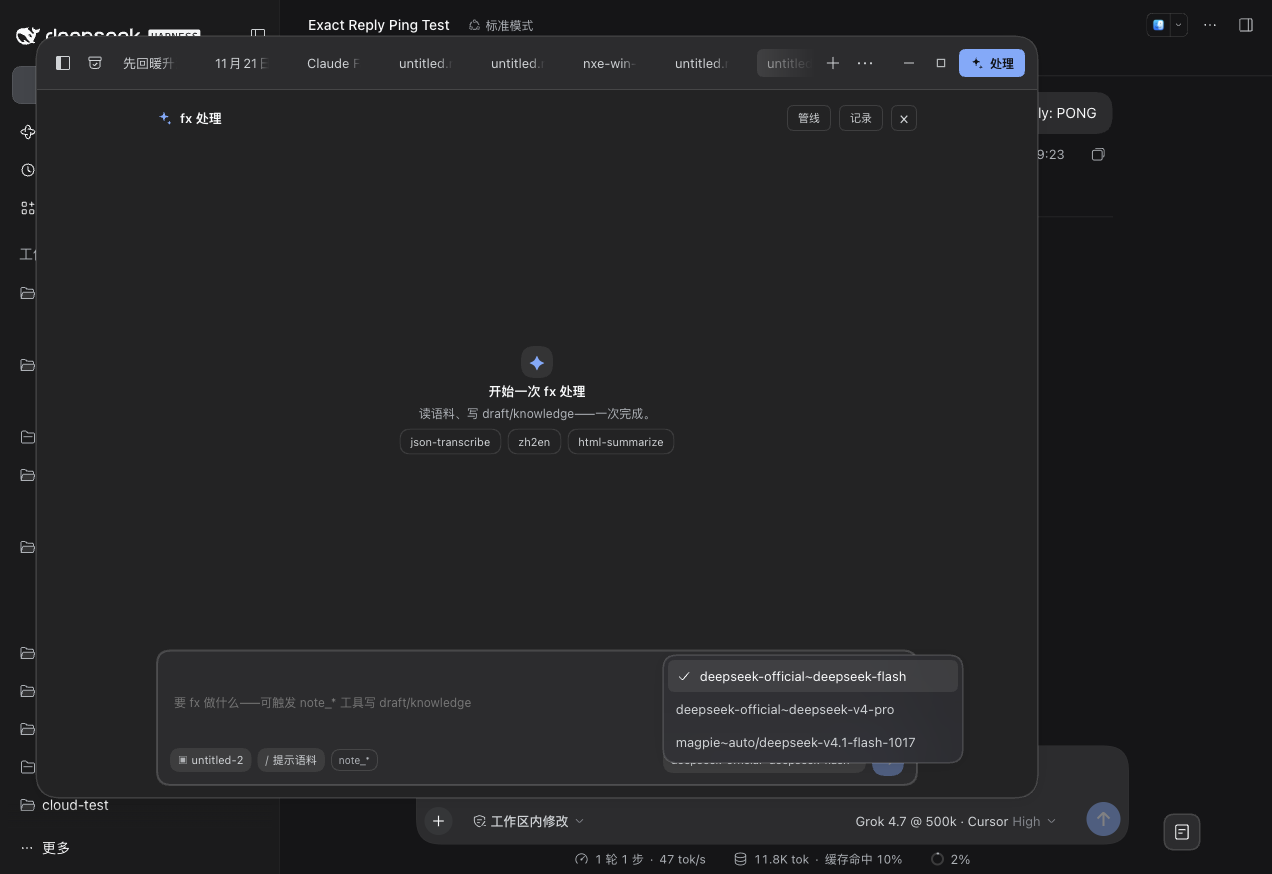 deepseek HARNESS
Exact Reply Ping Test 标准模式
先回暖升 11月21日 Claude F untitled. untitled. nxe-win- untitled. untitled 处理
fx 处理
管线 记录
ly: PONG
9:23
开始一次 fx 处理
读语料、写 draft/knowledge——一次完成。
json-transcribe zh2en html-summarize
要 fx 做什么——可触发 note_* 工具写 draft/knowledge
deepseek-official~deepseek-flash
deepseek-official~deepseek-v4-pro
magpie~auto/deepseek-v4.1-flash-1017
untitled-2 / 提示语料 note_*
cloud-test
更多
工作区内修改
Grok 4.7 @ 500k · Cursor High
1 轮 1 步 · 47 tok/s 11.8K tok · 缓存命中 10% 2%